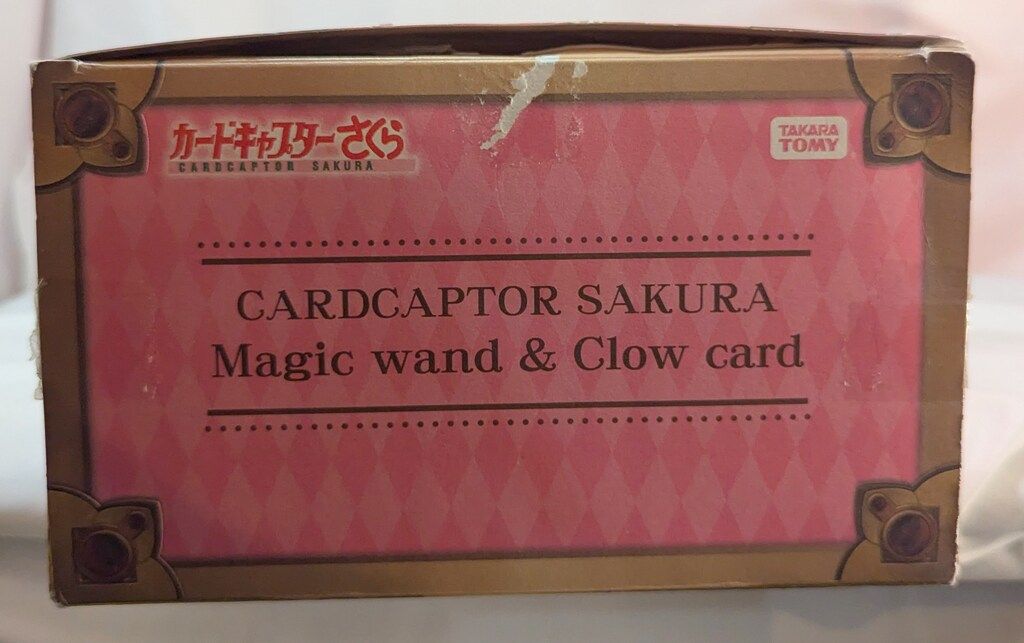 カードキャプターさくら
CARDCAPTOR SAKURA
TAKARA
TOMY
CARDCAPTOR SAKURA
Magic wand & Clow card